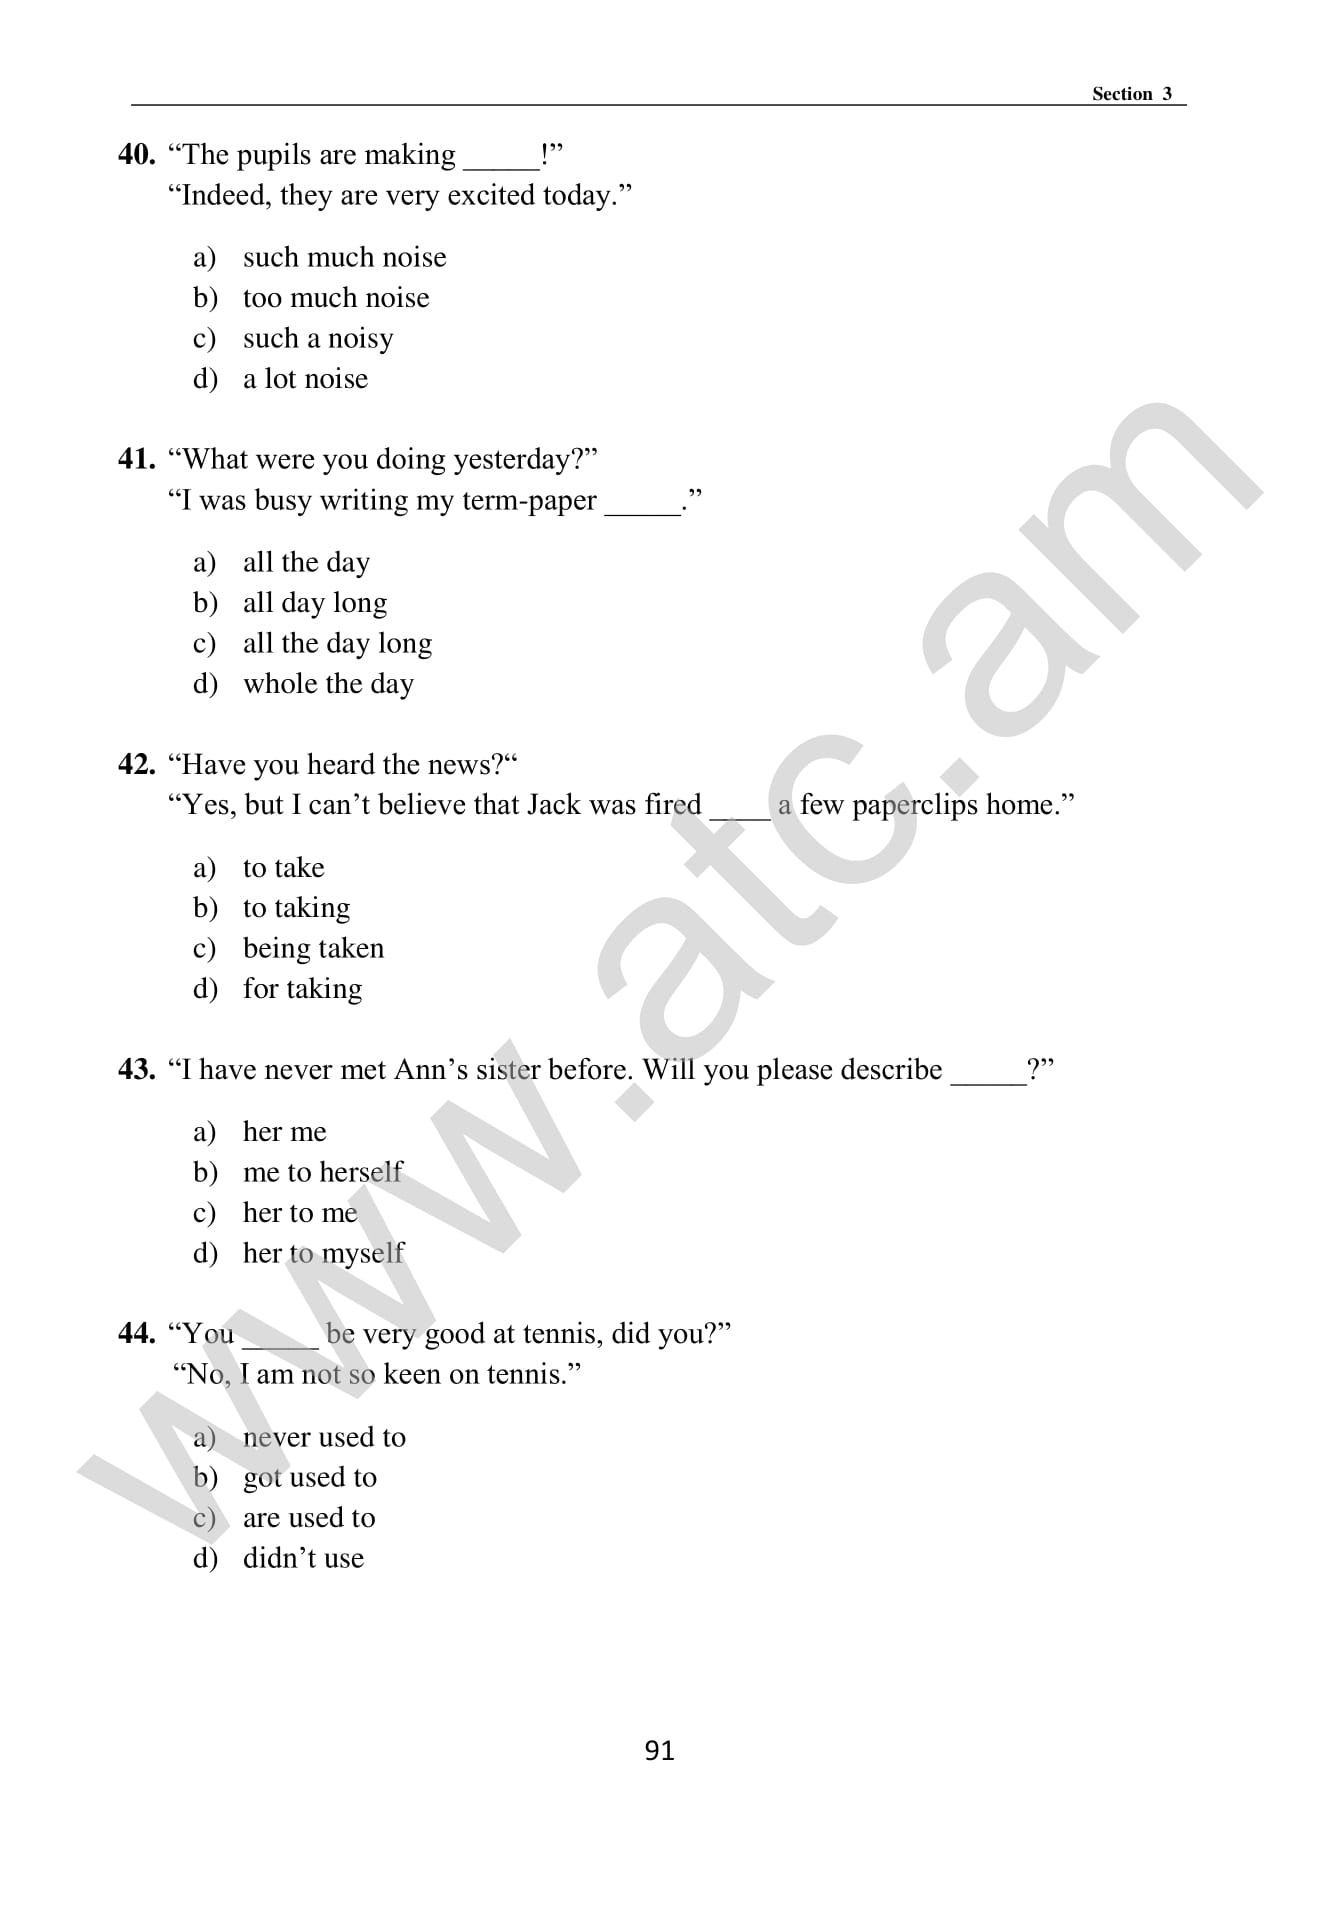 Section 3
40. “The pupils are making _____!”
“Indeed, they are very excited today.”
a) such much noise
b) too much noise
c) such a noisy
d) a lot noise
41. “What were you doing yesterday?”
“I was busy writing my term-paper _____.”
a) all the day
b) all day long
c) all the day long
d) whole the day
42. “Have you heard the news?“
“Yes, but I can’t believe that Jack was fired ____ a few paperclips home.”
a) to take
b) to taking
c) being taken
d) for taking
43. “I have never met Ann’s sister before. Will you please describe _____?”
a) her me
b) me to herself
c) her to me
d) her to myself
44. “You _____ be very good at tennis, did you?”
“No, I am not so keen on tennis.”
a) never used to
b) got used to
c) are used to
d) didn’t use
91
www.atc.am